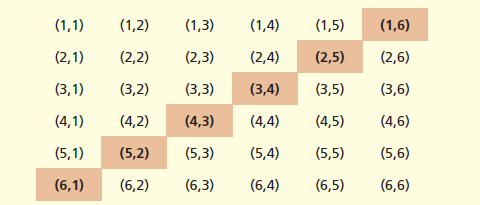 (1,1) (1,2) (1,3) (1,4) (1,5) (1,6)
(2,1) (2,2) (2,3) (2,4) (2,5) (2,6)
(3,1) (3,2) (3,3) (3,4) (3,5) (3,6)
(4,1) (4,2) (4,3) (4,4) (4,5) (4,6)
(5,1) (5,2) (5,3) (5,4) (5,5) (5,6)
(6,1) (6,2) (6,3) (6,4) (6,5) (6,6)